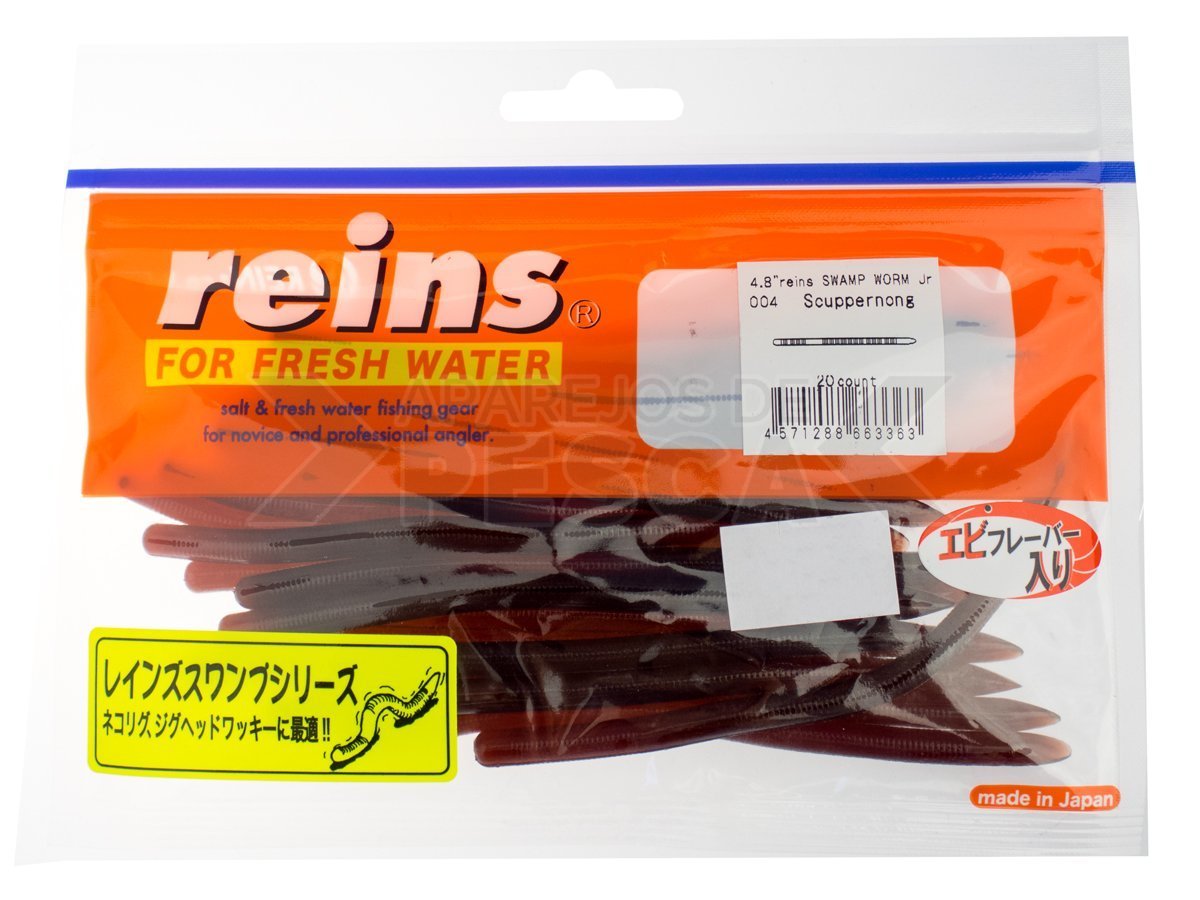 reins®
FOR FRESH WATER
salt & fresh water fishing gear
for novice and professional angler.
4.8"reins SWAMP WORM Jr
004 Scuppernong
20count
4 571288 663363
APAREJOS DE
PESCA
エビフレーバー
入り
レインズスワンプシリーズ
ネコリグ、ジグヘッドワッキーに最適!!
made in Japan